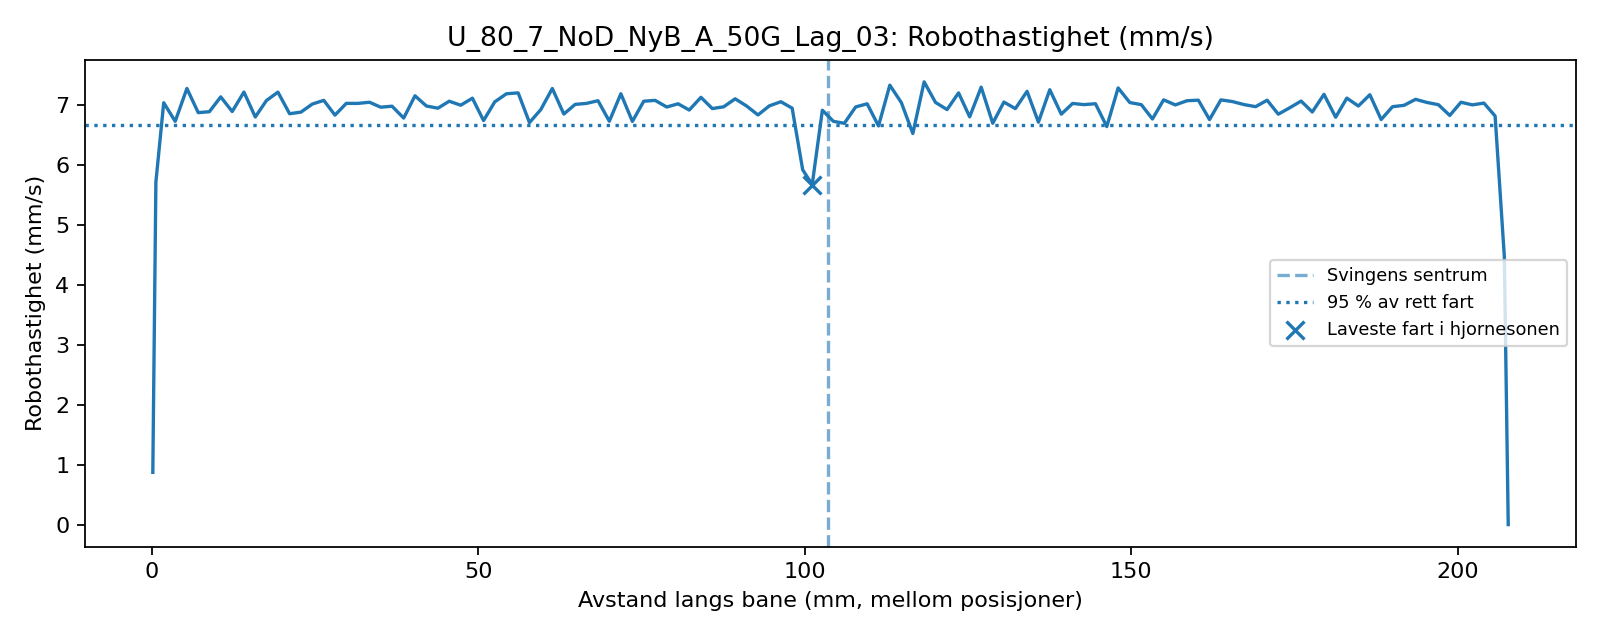 U_80_7_NoD_NyB_A_50G_Lag_03: Robothastighet (mm/s)
Robothastighet (mm/s)
7
6
5
4
3
2
1
0
Svingens sentrum
95 % av rett fart
Laveste fart i hjornesonen
0 50 100 150 200
Avstand langs bane (mm, mellom posisjoner)